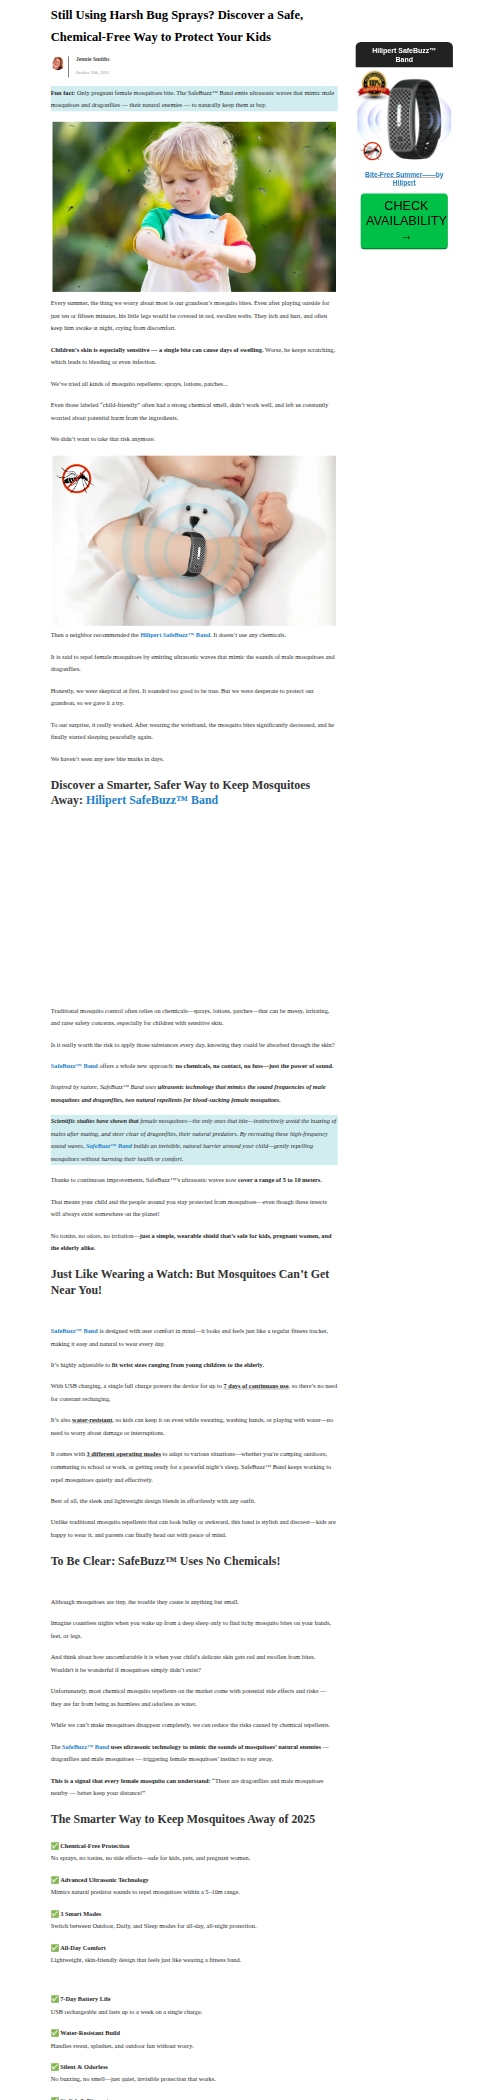 Still Using Harsh Bug Sprays? Discover a Safe,
Chemical-Free Way to Protect Your Kids
Jennie Smiths
Fun fact: Only pregnant female mosquitoes bite. The SafeBuzz™ Band emits ultrasonic waves that mimic male
mosquitoes and dragonflies — their natural enemies — to naturally keep them at bay.
Hilipert SafeBuzz™
Band
100%
Bite-Free Summer——by
Hilipert
CHECK
AVAILABILITY
→
Every summer, the thing we worry about most is our grandson’s mosquito bites. Even after playing outside for
just ten or fifteen minutes, his little legs would be covered in red, swollen welts. They itch and hurt, and often
keep him awake at night, crying from discomfort.
Children’s skin is especially sensitive — a single bite can cause days of swelling. Worse, he keeps scratching,
which leads to bleeding or even infection.
We’ve tried all kinds of mosquito repellents: sprays, lotions, patches...
Even those labeled “child-friendly” often had a strong chemical smell, didn’t work well, and left us constantly
worried about potential harm from the ingredients.
We didn’t want to take that risk anymore.
Then a neighbor recommended the Hilipert SafeBuzz™ Band. It doesn’t use any chemicals.
It is said to repel female mosquitoes by emitting ultrasonic waves that mimic the sounds of male mosquitoes and
dragonflies.
Honestly, we were skeptical at first. It sounded too good to be true. But we were desperate to protect our
grandson, so we gave it a try.
To our surprise, it really worked. After wearing the wristband, the mosquito bites significantly decreased, and he
finally started sleeping peacefully again.
We haven’t seen any new bite marks in days.
Discover a Smarter, Safer Way to Keep Mosquitoes
Away: Hilipert SafeBuzz™ Band
Traditional mosquito control often relies on chemicals—sprays, lotions, patches—that can be messy, irritating,
and raise safety concerns, especially for children with sensitive skin.
Is it really worth the risk to apply those substances every day, knowing they could be absorbed through the skin?
SafeBuzz™ Band offers a whole new approach: no chemicals, no contact, no fuss—just the power of sound.
Inspired by nature, SafeBuzz™ Band uses ultrasonic technology that mimics the sound frequencies of male
mosquitoes and dragonflies, two natural repellents for blood-sucking female mosquitoes.
Scientific studies have shown that female mosquitoes—the only ones that bite—instinctively avoid the buzzing of
males after mating, and steer clear of dragonflies, their natural predators. By recreating these high-frequency
sound waves, SafeBuzz™ Band builds an invisible, natural barrier around your child—gently repelling
mosquitoes without harming their health or comfort.
Thanks to continuous improvements, SafeBuzz™’s ultrasonic waves now cover a range of 5 to 10 meters.
That means your child and the people around you stay protected from mosquitoes—even though these insects
will always exist somewhere on the planet!
No toxins, no odors, no irritation—just a simple, wearable shield that’s safe for kids, pregnant women, and
the elderly alike.
Just Like Wearing a Watch: But Mosquitoes Can’t Get
Near You!
SafeBuzz™ Band is designed with user comfort in mind—it looks and feels just like a regular fitness tracker,
making it easy and natural to wear every day.
It’s highly adjustable to fit wrist sizes ranging from young children to the elderly.
With USB charging, a single full charge powers the device for up to 7 days of continuous use, so there’s no need
for constant recharging.
It’s also water-resistant, so kids can keep it on even while sweating, washing hands, or playing with water—no
need to worry about damage or interruptions.
It comes with 3 different operating modes to adapt to various situations—whether you're camping outdoors,
commuting to school or work, or getting ready for a peaceful night’s sleep, SafeBuzz™ Band keeps working to
repel mosquitoes quietly and effectively.
Best of all, the sleek and lightweight design blends in effortlessly with any outfit.
Unlike traditional mosquito repellents that can look bulky or awkward, this band is stylish and discreet—kids are
happy to wear it, and parents can finally head out with peace of mind.
To Be Clear: SafeBuzz™ Uses No Chemicals!
Although mosquitoes are tiny, the trouble they cause is anything but small.
Imagine countless nights when you wake up from a deep sleep only to find itchy mosquito bites on your hands,
feet, or legs.
And think about how uncomfortable it is when your child’s delicate skin gets red and swollen from bites.
Wouldn't it be wonderful if mosquitoes simply didn’t exist?
Unfortunately, most chemical mosquito repellents on the market come with potential side effects and risks —
they are far from being as harmless and odorless as water.
While we can’t make mosquitoes disappear completely, we can reduce the risks caused by chemical repellents.
The SafeBuzz™ Band uses ultrasonic technology to mimic the sounds of mosquitoes’ natural enemies —
dragonflies and male mosquitoes — triggering female mosquitoes’ instinct to stay away.
This is a signal that every female mosquito can understand: “There are dragonflies and male mosquitoes
nearby — better keep your distance!”
The Smarter Way to Keep Mosquitoes Away of 2025
✅ Chemical-Free Protection
No sprays, no toxins, no side effects—safe for kids, pets, and pregnant women.
✅ Advanced Ultrasonic Technology
Mimics natural predator sounds to repel mosquitoes within a 5–10m range.
✅ 3 Smart Modes
Switch between Outdoor, Daily, and Sleep modes for all-day, all-night protection.
✅ All-Day Comfort
Lightweight, skin-friendly design that feels just like wearing a fitness band.
✅ 7-Day Battery Life
USB rechargeable and lasts up to a week on a single charge.
✅ Water-Resistant Build
Handles sweat, splashes, and outdoor fun without worry.
✅ Silent & Odorless
No buzzing, no smell—just quiet, invisible protection that works.